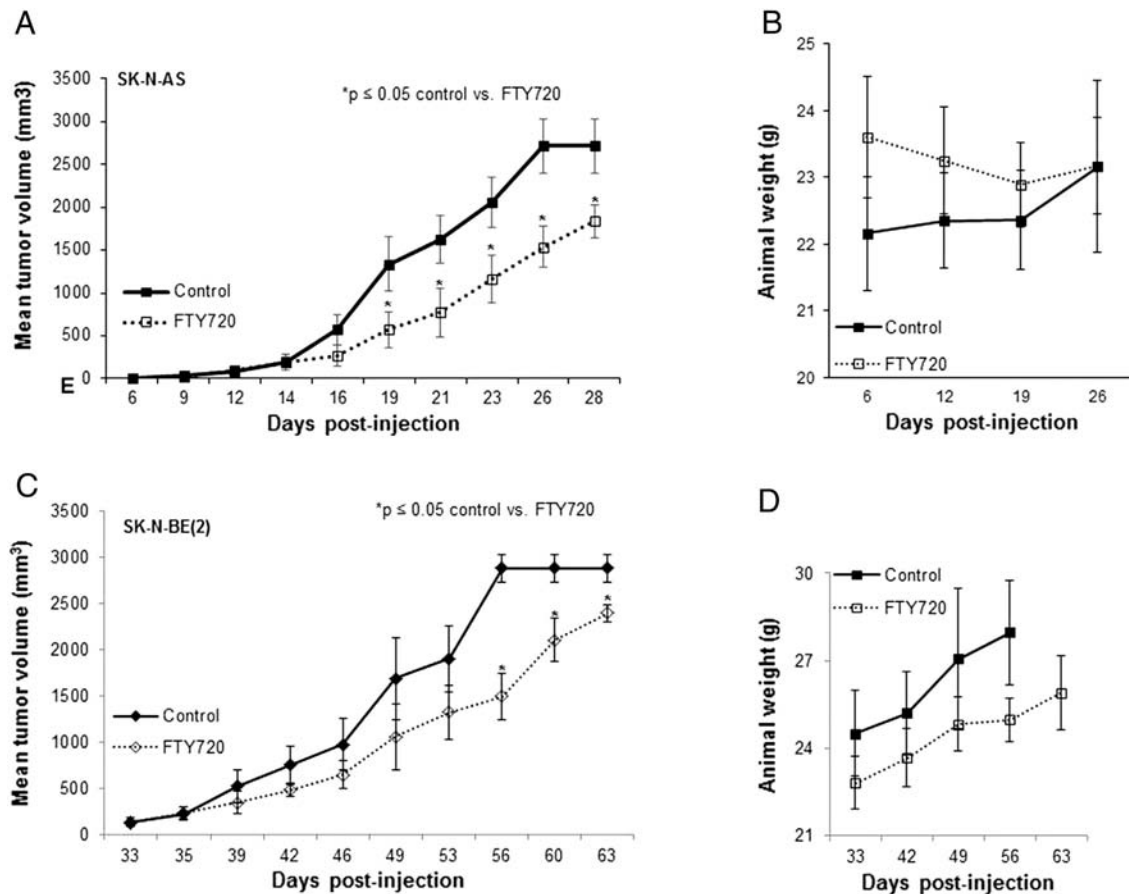 A
SK-N-AS
*p ≤ 0.05 control vs. FTY720
Mean tumor volume (mm3)
3500
3000
2500
2000
1500
1000
500
0
* * * * *
Control
FTY720
E
6 9 12 14 16 19 21 23 26 28
Days post-injection
B
Animal weight (g)
25
24
23
22
21
20
Control
FTY720
6 12 19 26
Days post-injection
C
SK-N-BE(2)
*p ≤ 0.05 control vs. FTY720
Mean tumor volume (mm³)
3500
3000
2500
2000
1500
1000
500
0
* * *
Control
FTY720
33 35 39 42 46 49 53 56 60 63
Days post-injection
D
Animal weight (g)
30
27
24
21
Control
FTY720
33 42 49 56 63
Days post-injection